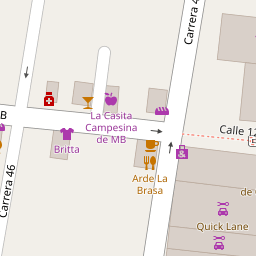 Carrera 4
B
Calle 12
La Casita
Campesina
de MB
Britta
Arde La
Brasa
de
Carrera 46
Quick Lane